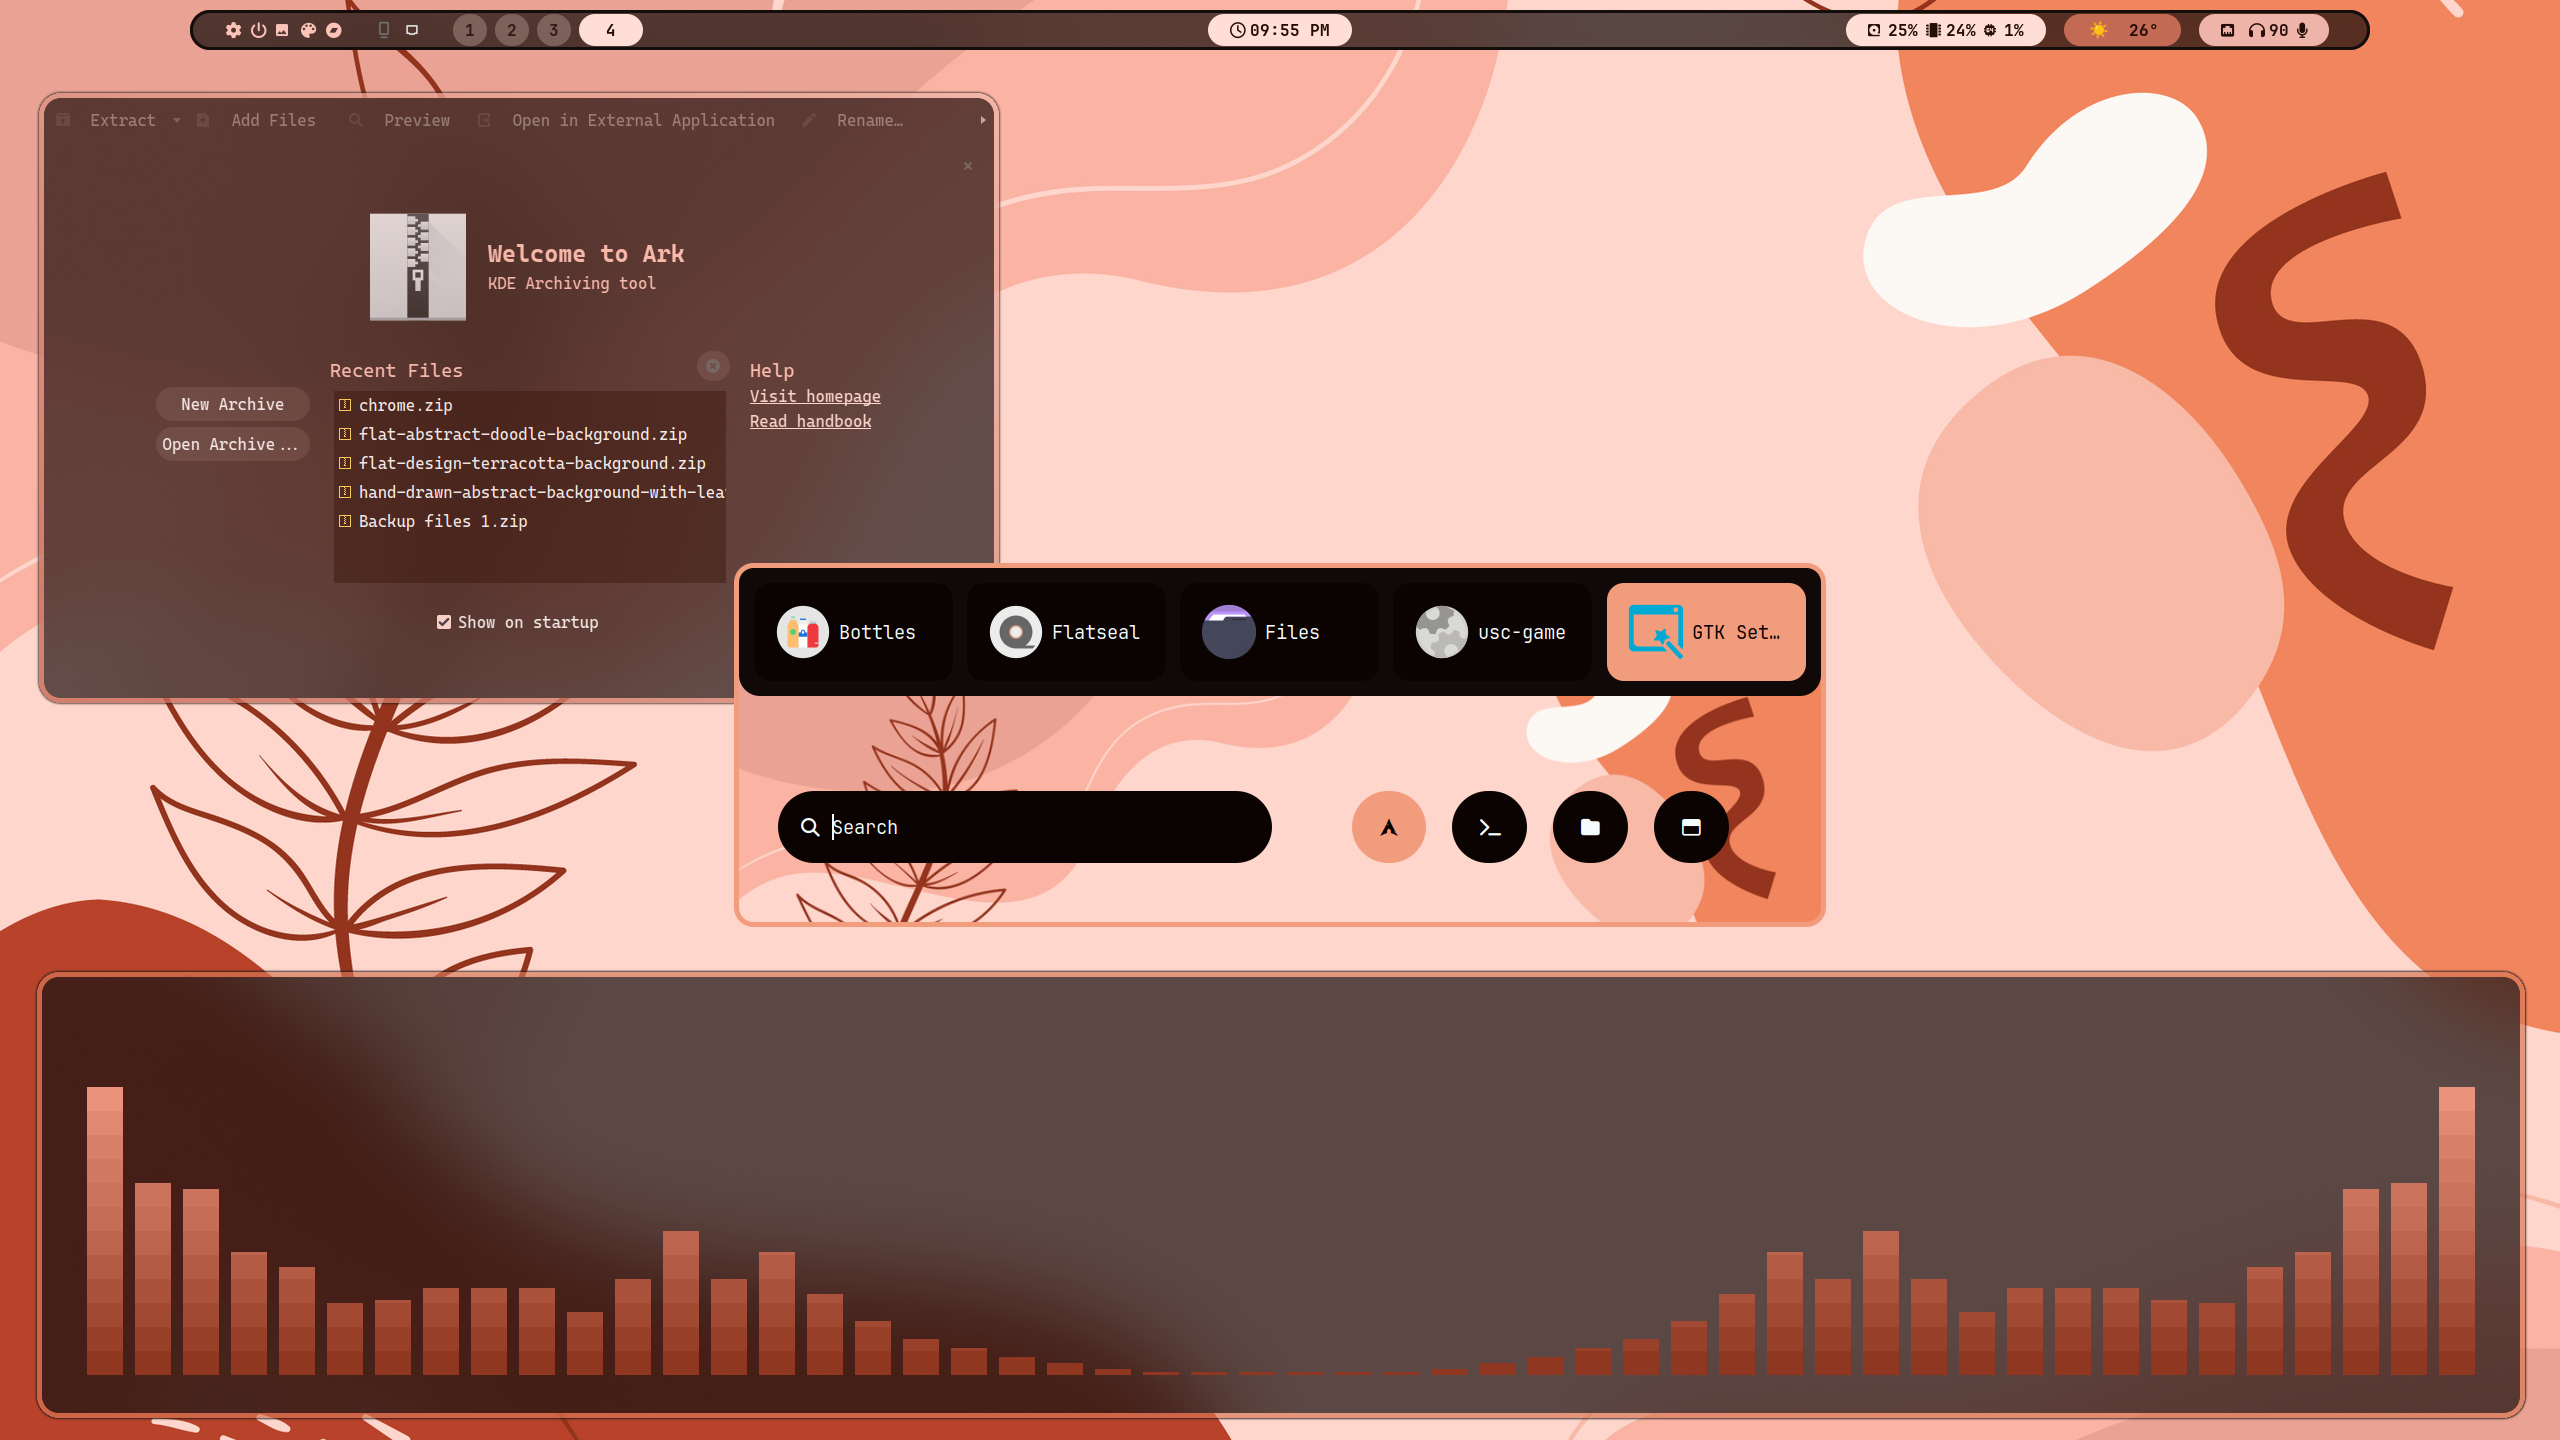 1 2 3 4 09:55 PM 25% 24% 1% 26° 90
Extract Add Files Preview Open in External Application Rename…
Welcome to Ark
KDE Archiving tool
Recent Files
New Archive
Open Archive...
chrome.zip
flat-abstract-doodle-background.zip
flat-design-terracotta-background.zip
hand-drawn-abstract-background-with-lea
Backup files 1.zip
Show on startup
Help
Visit homepage
Read handbook
Bottles Flatseal Files usc-game GTK Set…
Search